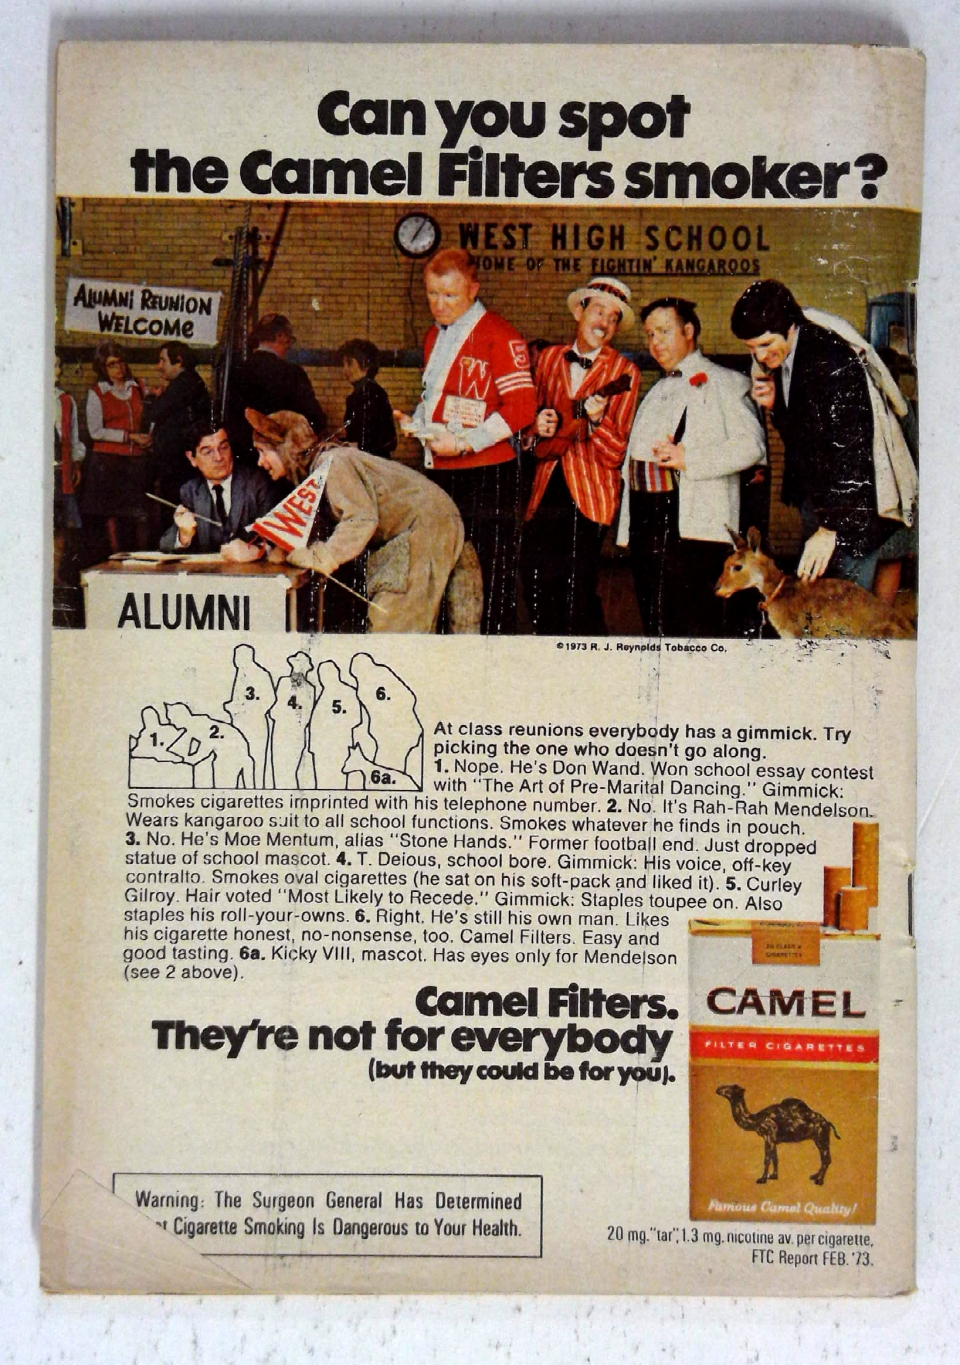 Can you spot
the Camel Filters smoker?
WEST HIGH SCHOOL
HOME OF THE FIGHTIN' KANGAROOS
ALUMNI REUNION
WELCOME
5
W
WEST
ALUMNI
©1973 R. J. Reynolds Tobacco Co.
1.
2.
3.
4.
5.
6.
6a.
At class reunions everybody has a gimmick. Try
picking the one who doesn't go along.
1. Nope. He's Don Wand. Won school essay contest
with "The Art of Pre-Marital Dancing." Gimmick:
Smokes cigarettes imprinted with his telephone number. 2. No. It's Rah-Rah Mendelson.
Wears kangaroo suit to all school functions. Smokes whatever he finds in pouch.
3. No. He's Moe Mentum, alias "Stone Hands." Former football end. Just dropped
statue of school mascot. 4. T. Deious, school bore. Gimmick: His voice, off-key
contralto. Smokes oval cigarettes (he sat on his soft-pack and liked it). 5. Curley
Gilroy. Hair voted "Most Likely to Recede." Gimmick: Staples toupee on. Also
staples his roll-your-owns. 6. Right. He's still his own man. Likes
his cigarette honest, no-nonsense, too. Camel Filters. Easy and
good tasting. 6a. Kicky VIII, mascot. Has eyes only for Mendelson
(see 2 above).
Camel Filters.
They're not for everybody
(but they could be for you).
20 CLASS A
CIGARETTES
CAMEL
FILTER CIGARETTES
Famous Camel Quality!
Warning: The Surgeon General Has Determined
Cigarette Smoking Is Dangerous to Your Health.
20 mg. "tar", 1.3 mg. nicotine av. per cigarette,
FTC Report FEB. '73.